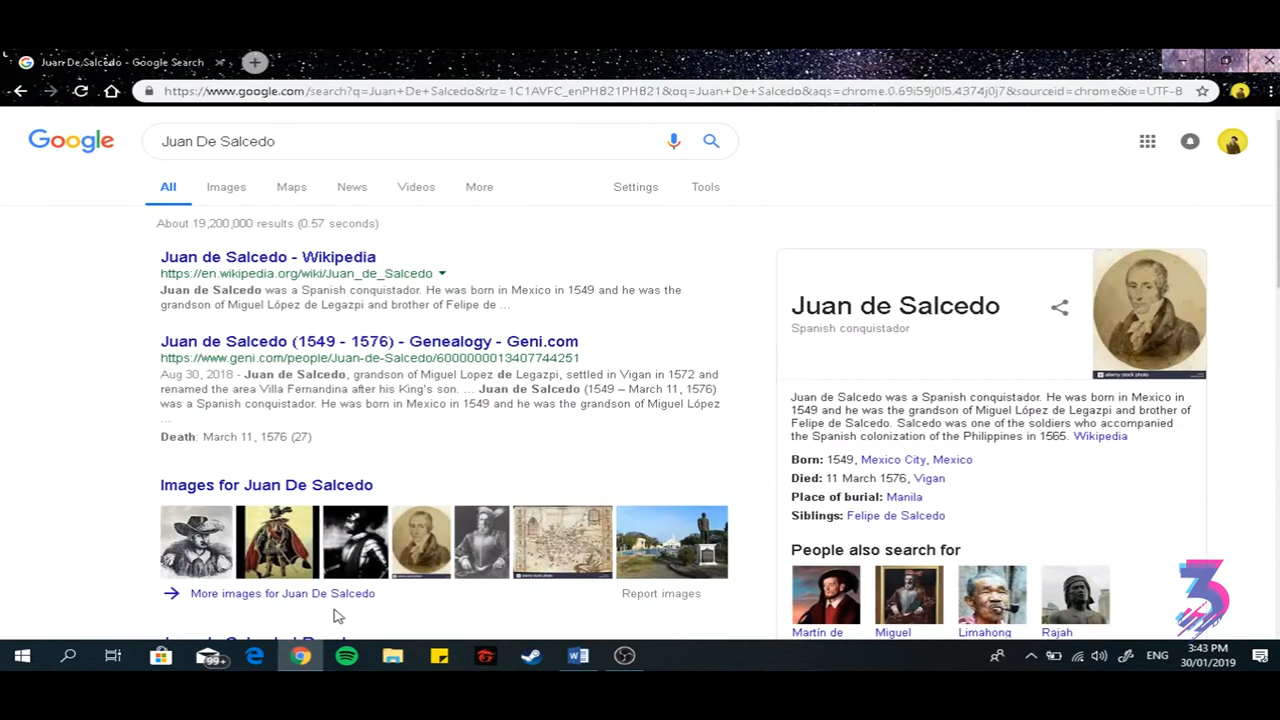 Juan De Salcedo - Google Search
https://www.google.com/search?q=Juan+De+Salcedo&rlz=1C1AVFC_enPH821PH821&oq=Juan+De+Salcedo&aqs=chrome.0.69i59j0l5.4374j0j7&sourceid=chrome&ie=UTF-8
Google
Juan De Salcedo
All Images Maps News Videos More Settings Tools
About 19,200,000 results (0.57 seconds)
Juan de Salcedo - Wikipedia
https://en.wikipedia.org/wiki/Juan_de_Salcedo
Juan de Salcedo was a Spanish conquistador. He was born in Mexico in 1549 and he was the
grandson of Miguel López de Legazpi and brother of Felipe de ...
Juan de Salcedo (1549 - 1576) - Genealogy - Geni.com
https://www.geni.com/people/Juan-de-Salcedo/6000000013407744251
Aug 30, 2018 - Juan de Salcedo, grandson of Miguel Lopez de Legazpi, settled in Vigan in 1572 and
renamed the area Villa Fernandina after his King's son. ... Juan de Salcedo (1549 – March 11, 1576)
was a Spanish conquistador. He was born in Mexico in 1549 and he was the grandson of Miguel López
...
Death: March 11, 1576 (27)
Images for Juan De Salcedo
More images for Juan De Salcedo
Report images
Juan de Salcedo
Spanish conquistador
alamy stock photo
Juan de Salcedo was a Spanish conquistador. He was born in Mexico in
1549 and he was the grandson of Miguel López de Legazpi and brother of
Felipe de Salcedo. Salcedo was one of the soldiers who accompanied
the Spanish colonization of the Philippines in 1565. Wikipedia
Born: 1549, Mexico City, Mexico
Died: 11 March 1576, Vigan
Place of burial: Manila
Siblings: Felipe de Salcedo
People also search for
Martín de Miguel Limahong Rajah
3
99+
ENG
3:43 PM
30/01/2019